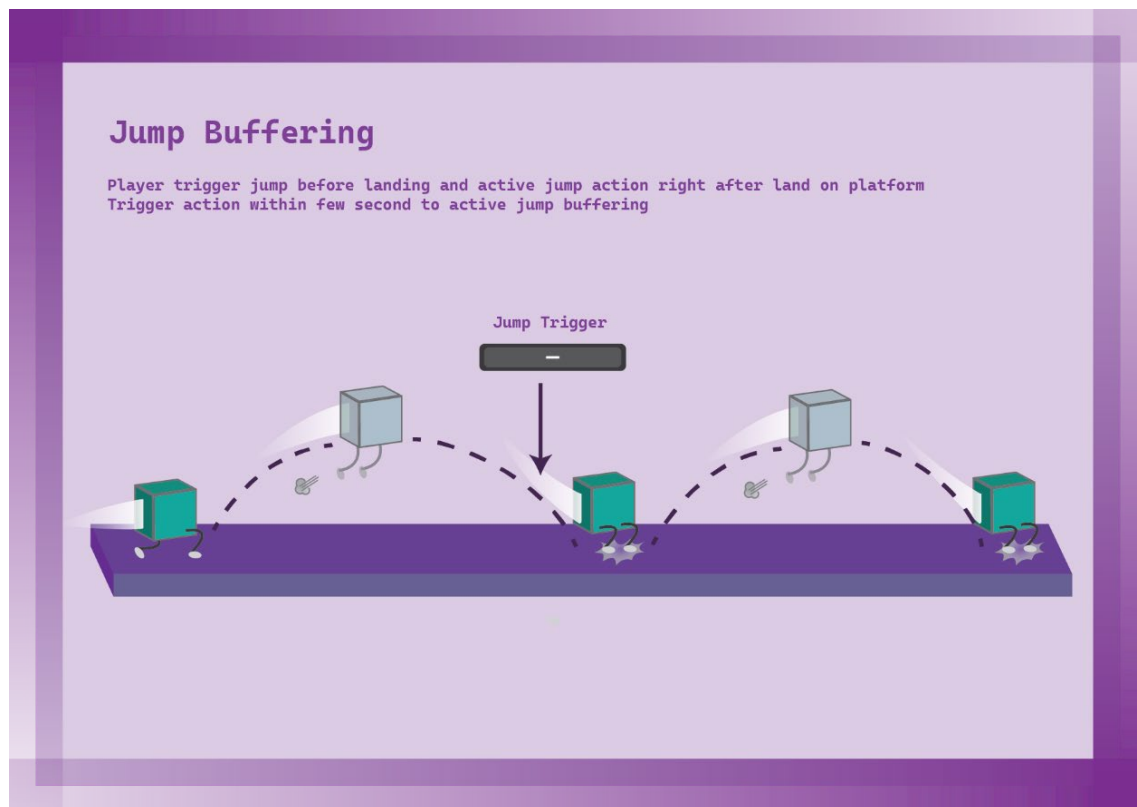 Jump Buffering
Player trigger jump before landing and active jump action right after land on platform
Trigger action within few second to active jump buffering
Jump Trigger